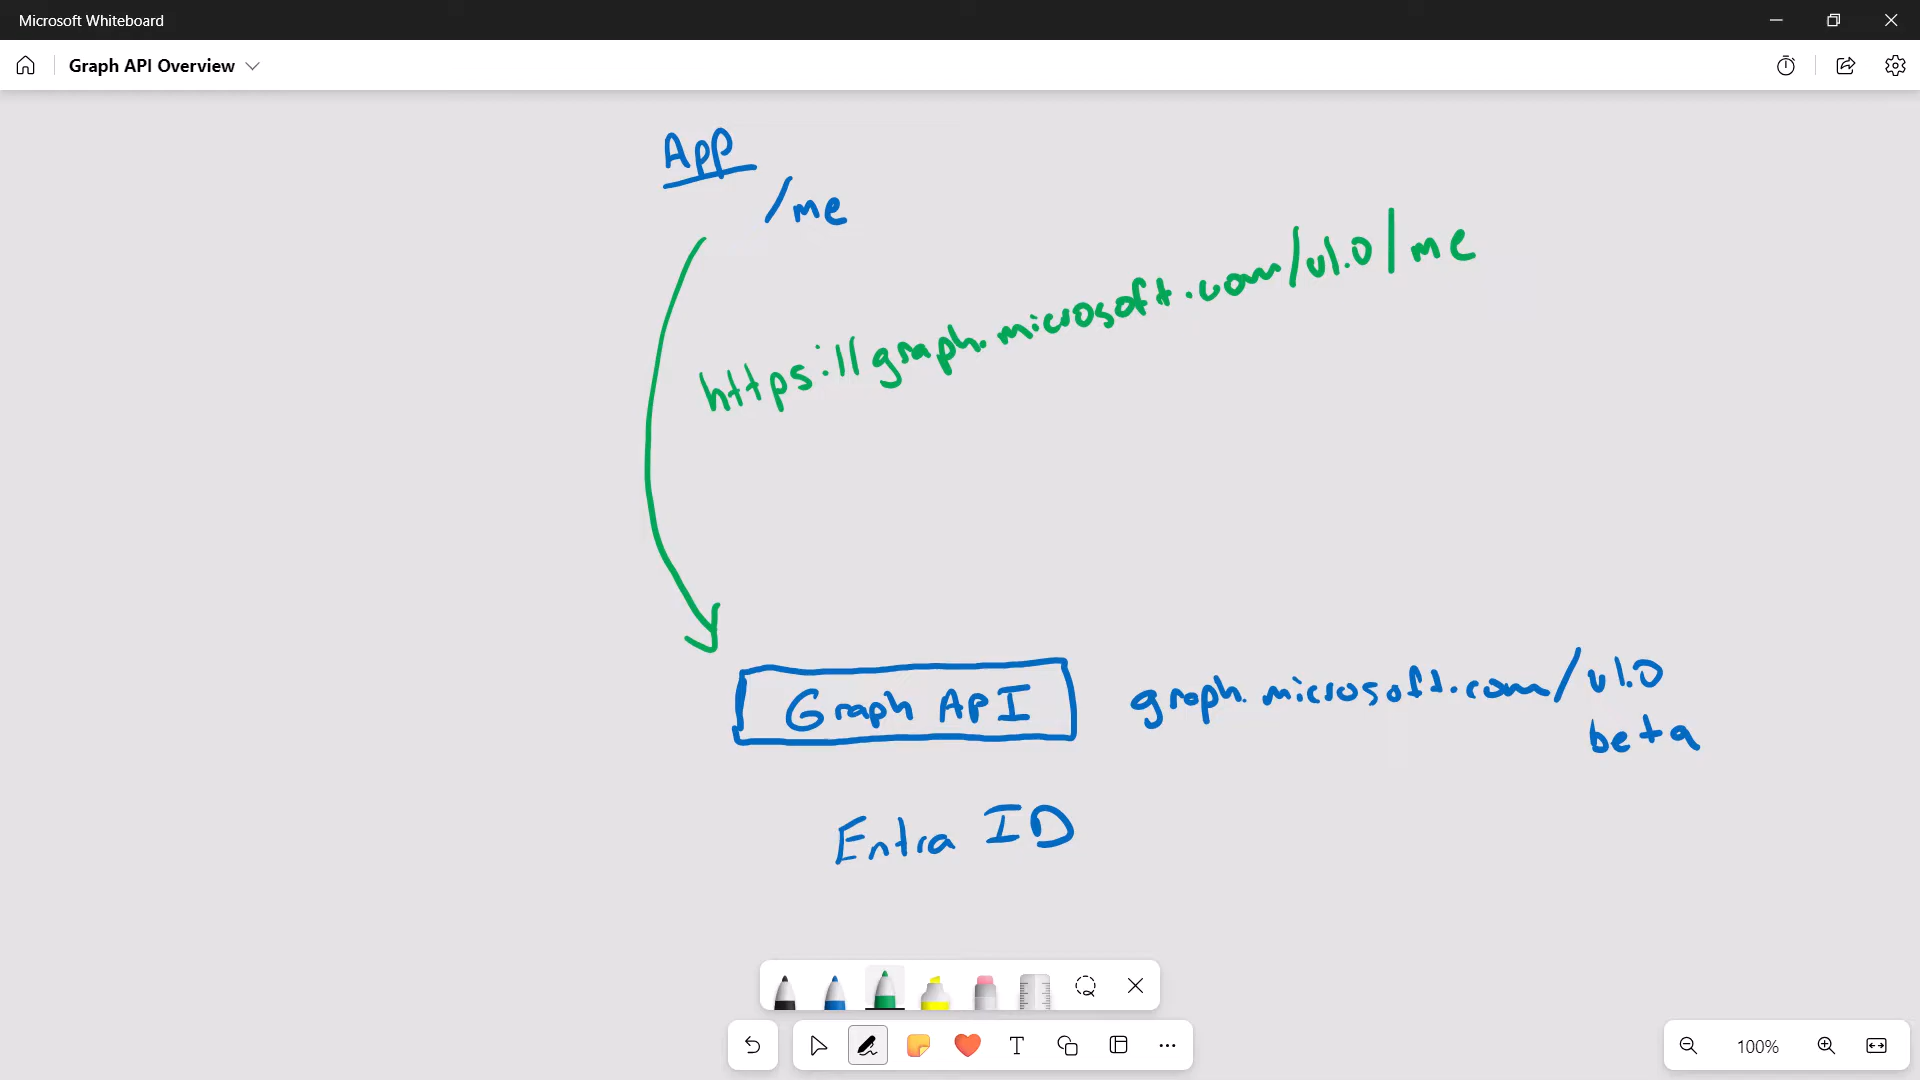 Microsoft Whiteboard
Graph API Overview
App
/me
https://graph.microsoft.com/v1.0/me
Graph API
graph.microsoft.com/v1.0
beta
Entra ID
100%